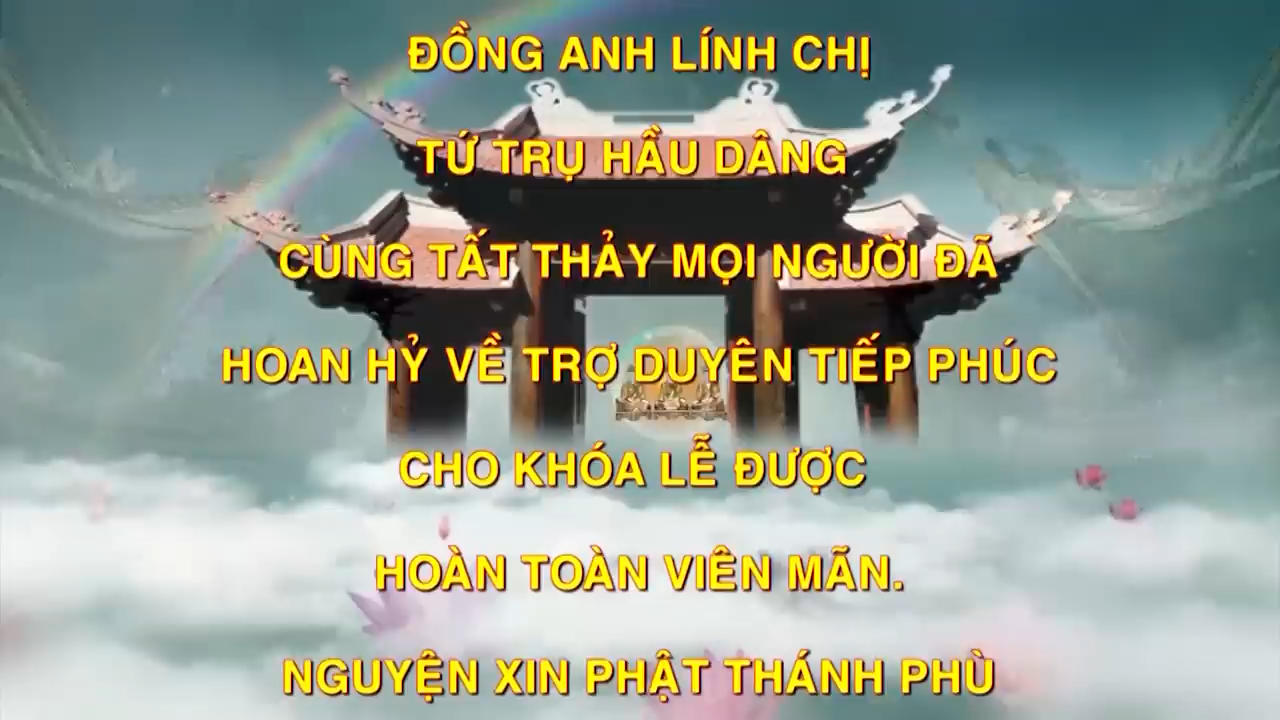 ĐỒNG ANH LÍNH CHỊ
TỨ TRỤ HẦU DÂNG
CÙNG TẤT THẢY MỌI NGƯỜI ĐÃ
HOAN HỶ VỀ TRỢ DUYÊN TIẾP PHÚC
CHO KHÓA LỄ ĐƯỢC
HOÀN TOÀN VIÊN MÃN.
NGUYỆN XIN PHẬT THÁNH PHÙ